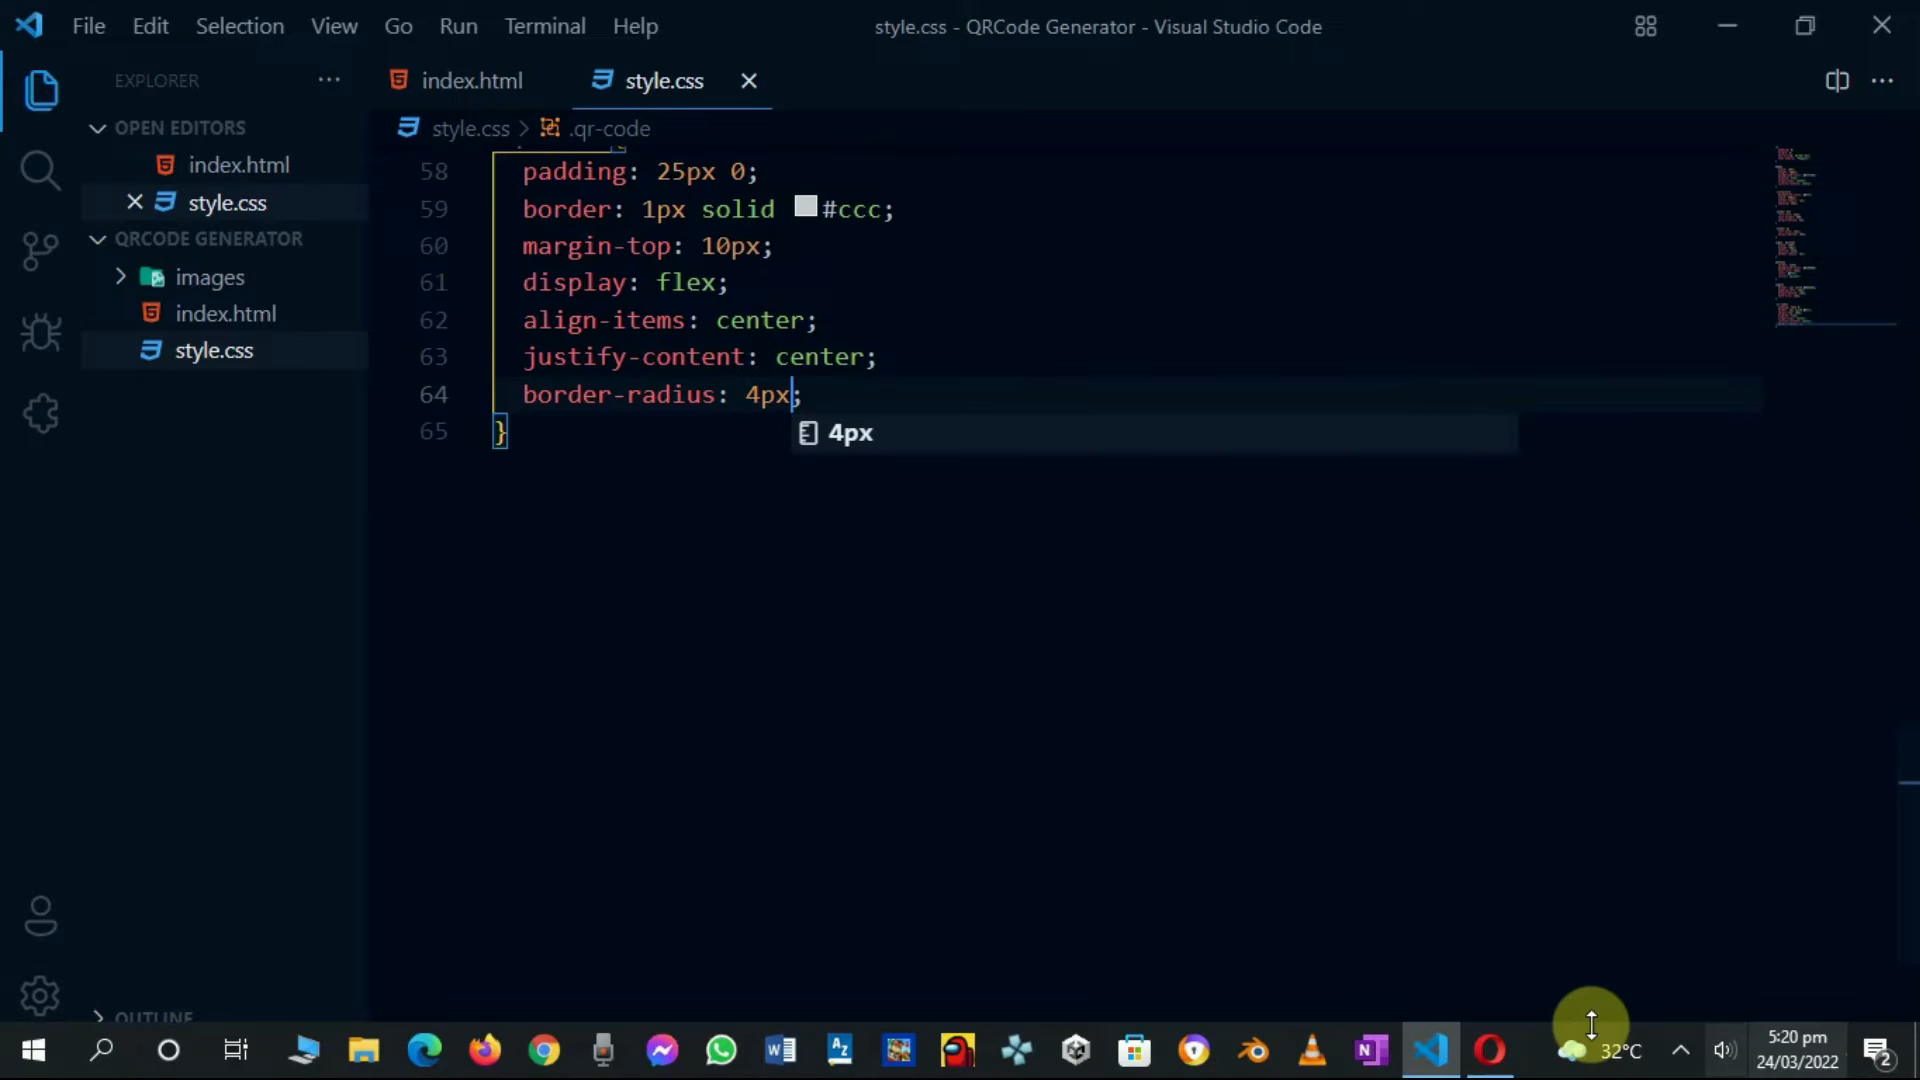 File Edit Selection View Go Run Terminal Help
style.css - QRCode Generator - Visual Studio Code
EXPLORER
OPEN EDITORS
index.html
style.css
QRCODE GENERATOR
images
index.html
style.css
OUTLINE
index.html style.css
style.css > .qr-code
58 padding: 25px 0;
59 border: 1px solid #ccc;
60 margin-top: 10px;
61 display: flex;
62 align-items: center;
63 justify-content: center;
64 border-radius: 4px;
65 }
4px
32°C
5:20 pm
24/03/2022
2